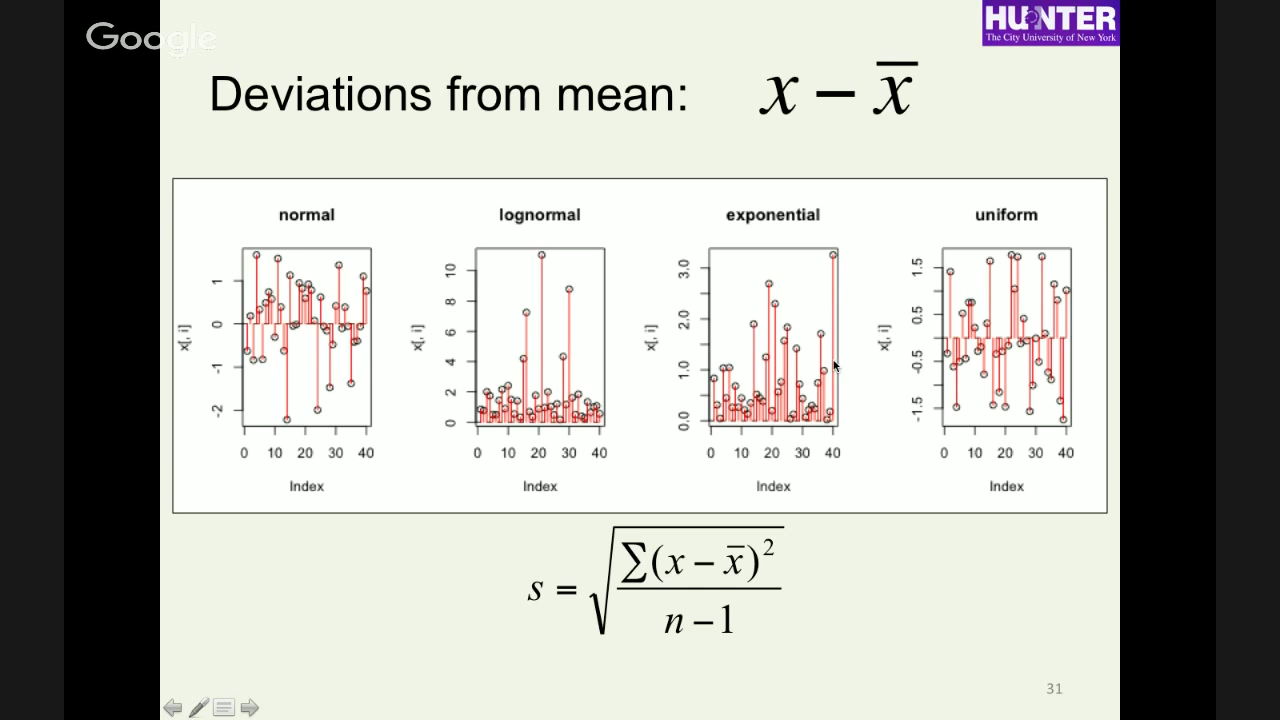 Google
HUNTER
The City University of New York
Deviations from mean: x − x̄
normal
lognormal
exponential
uniform
x[, i]
1
0
-1
-2
0 10 20 30 40
Index
x[, i]
10
8
6
4
2
0
0 10 20 30 40
Index
x[, i]
3.0
2.0
1.0
0.0
0 10 20 30 40
Index
x[, i]
1.5
0.5
-0.5
-1.5
0 10 20 30 40
Index
s = √(∑(x − x̄)² / n − 1)
31